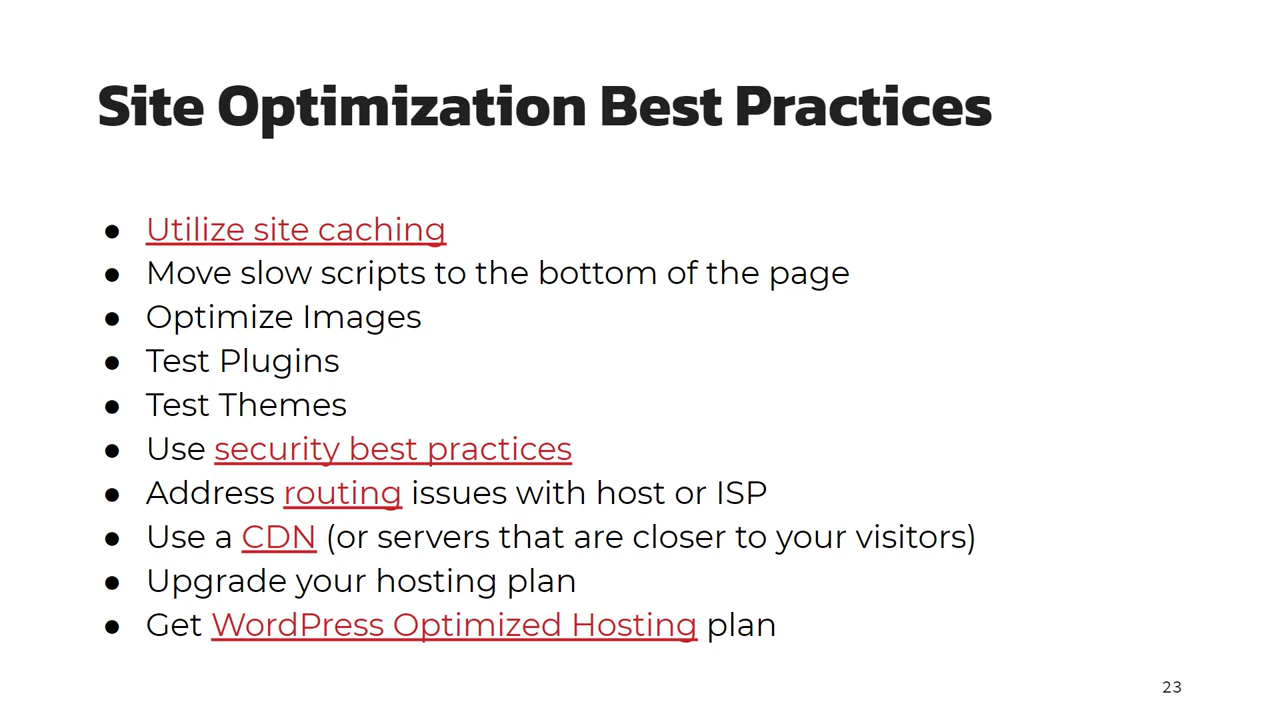 Site Optimization Best Practices
● Utilize site caching
● Move slow scripts to the bottom of the page
● Optimize Images
● Test Plugins
● Test Themes
● Use security best practices
● Address routing issues with host or ISP
● Use a CDN (or servers that are closer to your visitors)
● Upgrade your hosting plan
● Get WordPress Optimized Hosting plan
23